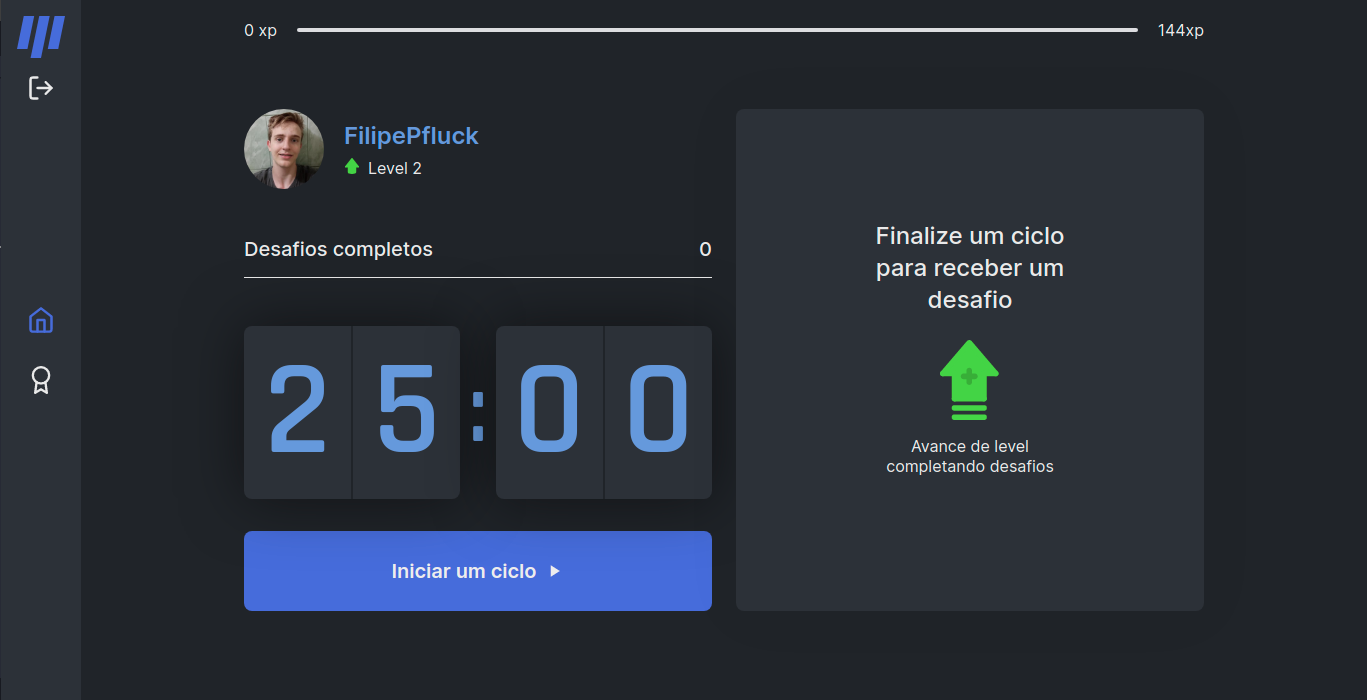 0 xp
144xp
FilipePfluck
Level 2
Desafios completos
0
25:00
Iniciar um ciclo
Finalize um ciclo
para receber um
desafio
Avance de level
completando desafios